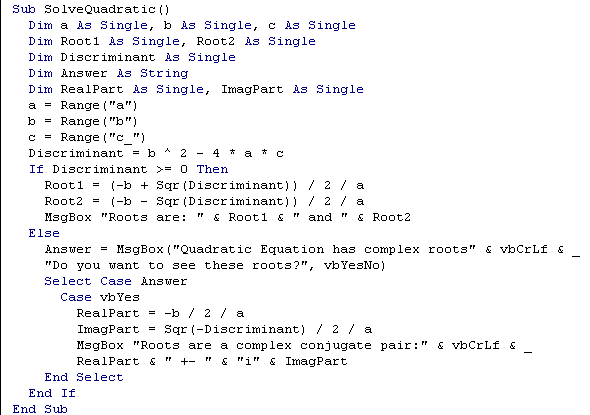 Sub SolveQuadratic()
Dim a As Single, b As Single, c As Single
Dim Root1 As Single, Root2 As Single
Dim Discriminant As Single
Dim Answer As String
Dim RealPart As Single, ImagPart As Single
a = Range("a")
b = Range("b")
c = Range("c_")
Discriminant = b ^ 2 - 4 * a * c
If Discriminant >= 0 Then
Root1 = (-b + Sqr(Discriminant)) / 2 / a
Root2 = (-b - Sqr(Discriminant)) / 2 / a
MsgBox "Roots are: " & Root1 & " and " & Root2
Else
Answer = MsgBox("Quadratic Equation has complex roots" & vbCrLf & _
"Do you want to see these roots?", vbYesNo)
Select Case Answer
Case vbYes
RealPart = -b / 2 / a
ImagPart = Sqr(-Discriminant) / 2 / a
MsgBox "Roots are a complex conjugate pair:" & vbCrLf & _
RealPart & " +- " & "i" & ImagPart
End Select
End If
End Sub